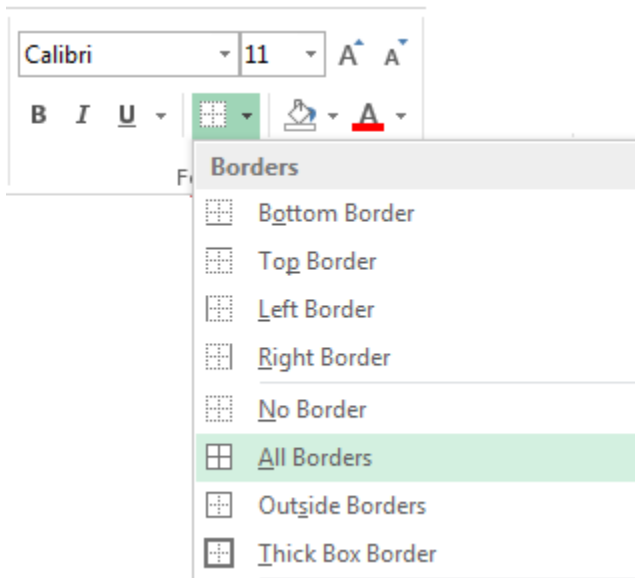 Calibri 11 A A
B I U A
Borders
Bottom Border
Top Border
Left Border
Right Border
No Border
All Borders
Outside Borders
Thick Box Border